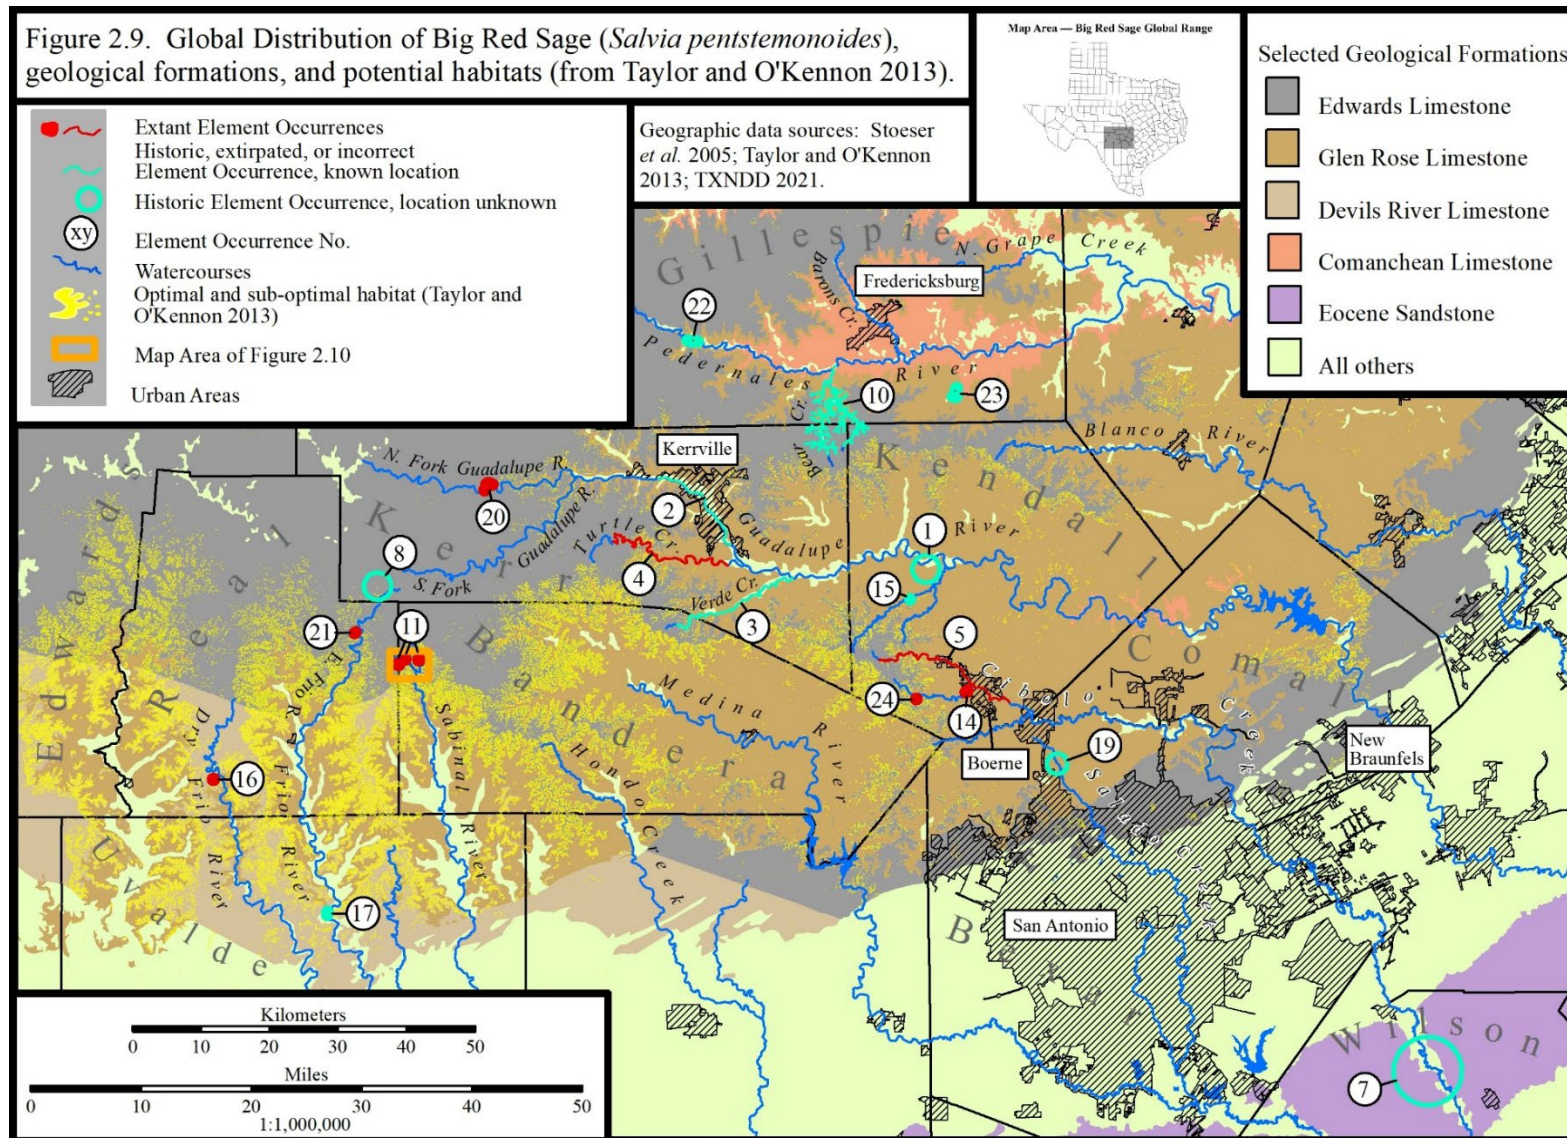 Figure 2.9. Global Distribution of Big Red Sage (Salvia pentstemonoides),
geological formations, and potential habitats (from Taylor and O'Kennon 2013).
Extant Element Occurrences
Historic, extirpated, or incorrect
Element Occurrence, known location
Historic Element Occurrence, location unknown
xy
Element Occurrence No.
Watercourses
Optimal and sub-optimal habitat (Taylor and
O'Kennon 2013)
Map Area of Figure 2.10
Urban Areas
Geographic data sources: Stoeser
et al. 2005; Taylor and O'Kennon
2013; TXNDD 2021.
Map Area — Big Red Sage Global Range
Selected Geological Formations
Edwards Limestone
Glen Rose Limestone
Devils River Limestone
Comanchean Limestone
Eocene Sandstone
All others
Gillespie
N. Grape Creek
Barons Cr.
Fredericksburg
22
Pedernales River
10
23
Bear Cr.
Kerrville
Kendall
Blanco River
N. Fork Guadalupe R.
20
Kerr
2
Guadalupe River
1
Turtle Cr.
4
8
S. Fork Guadalupe R.
Verde Cr.
3
15
5
21
11
Edwards
Real
Bandera
Comal
E. Frio R.
Frio River
Dry Frio River
16
Sabinal River
Medina River
Hondo Creek
24
14
Cibolo Creek
Boerne
19
Salado Creek
New
Braunfels
Uvalde
17
San Antonio
Bexar
Wilson
7
Kilometers
0 10 20 30 40 50
Miles
0 10 20 30 40 50
1:1,000,000